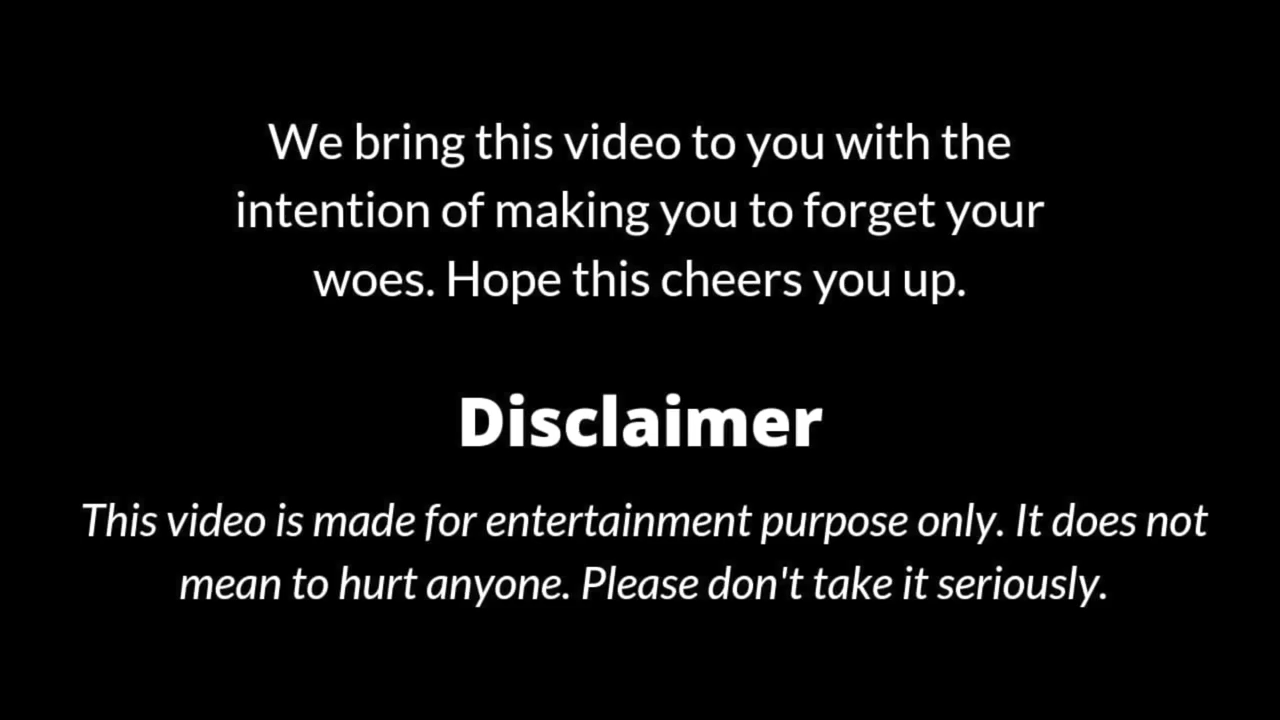 We bring this video to you with the
intention of making you to forget your
woes. Hope this cheers you up.
Disclaimer
This video is made for entertainment purpose only. It does not
mean to hurt anyone. Please don't take it seriously.